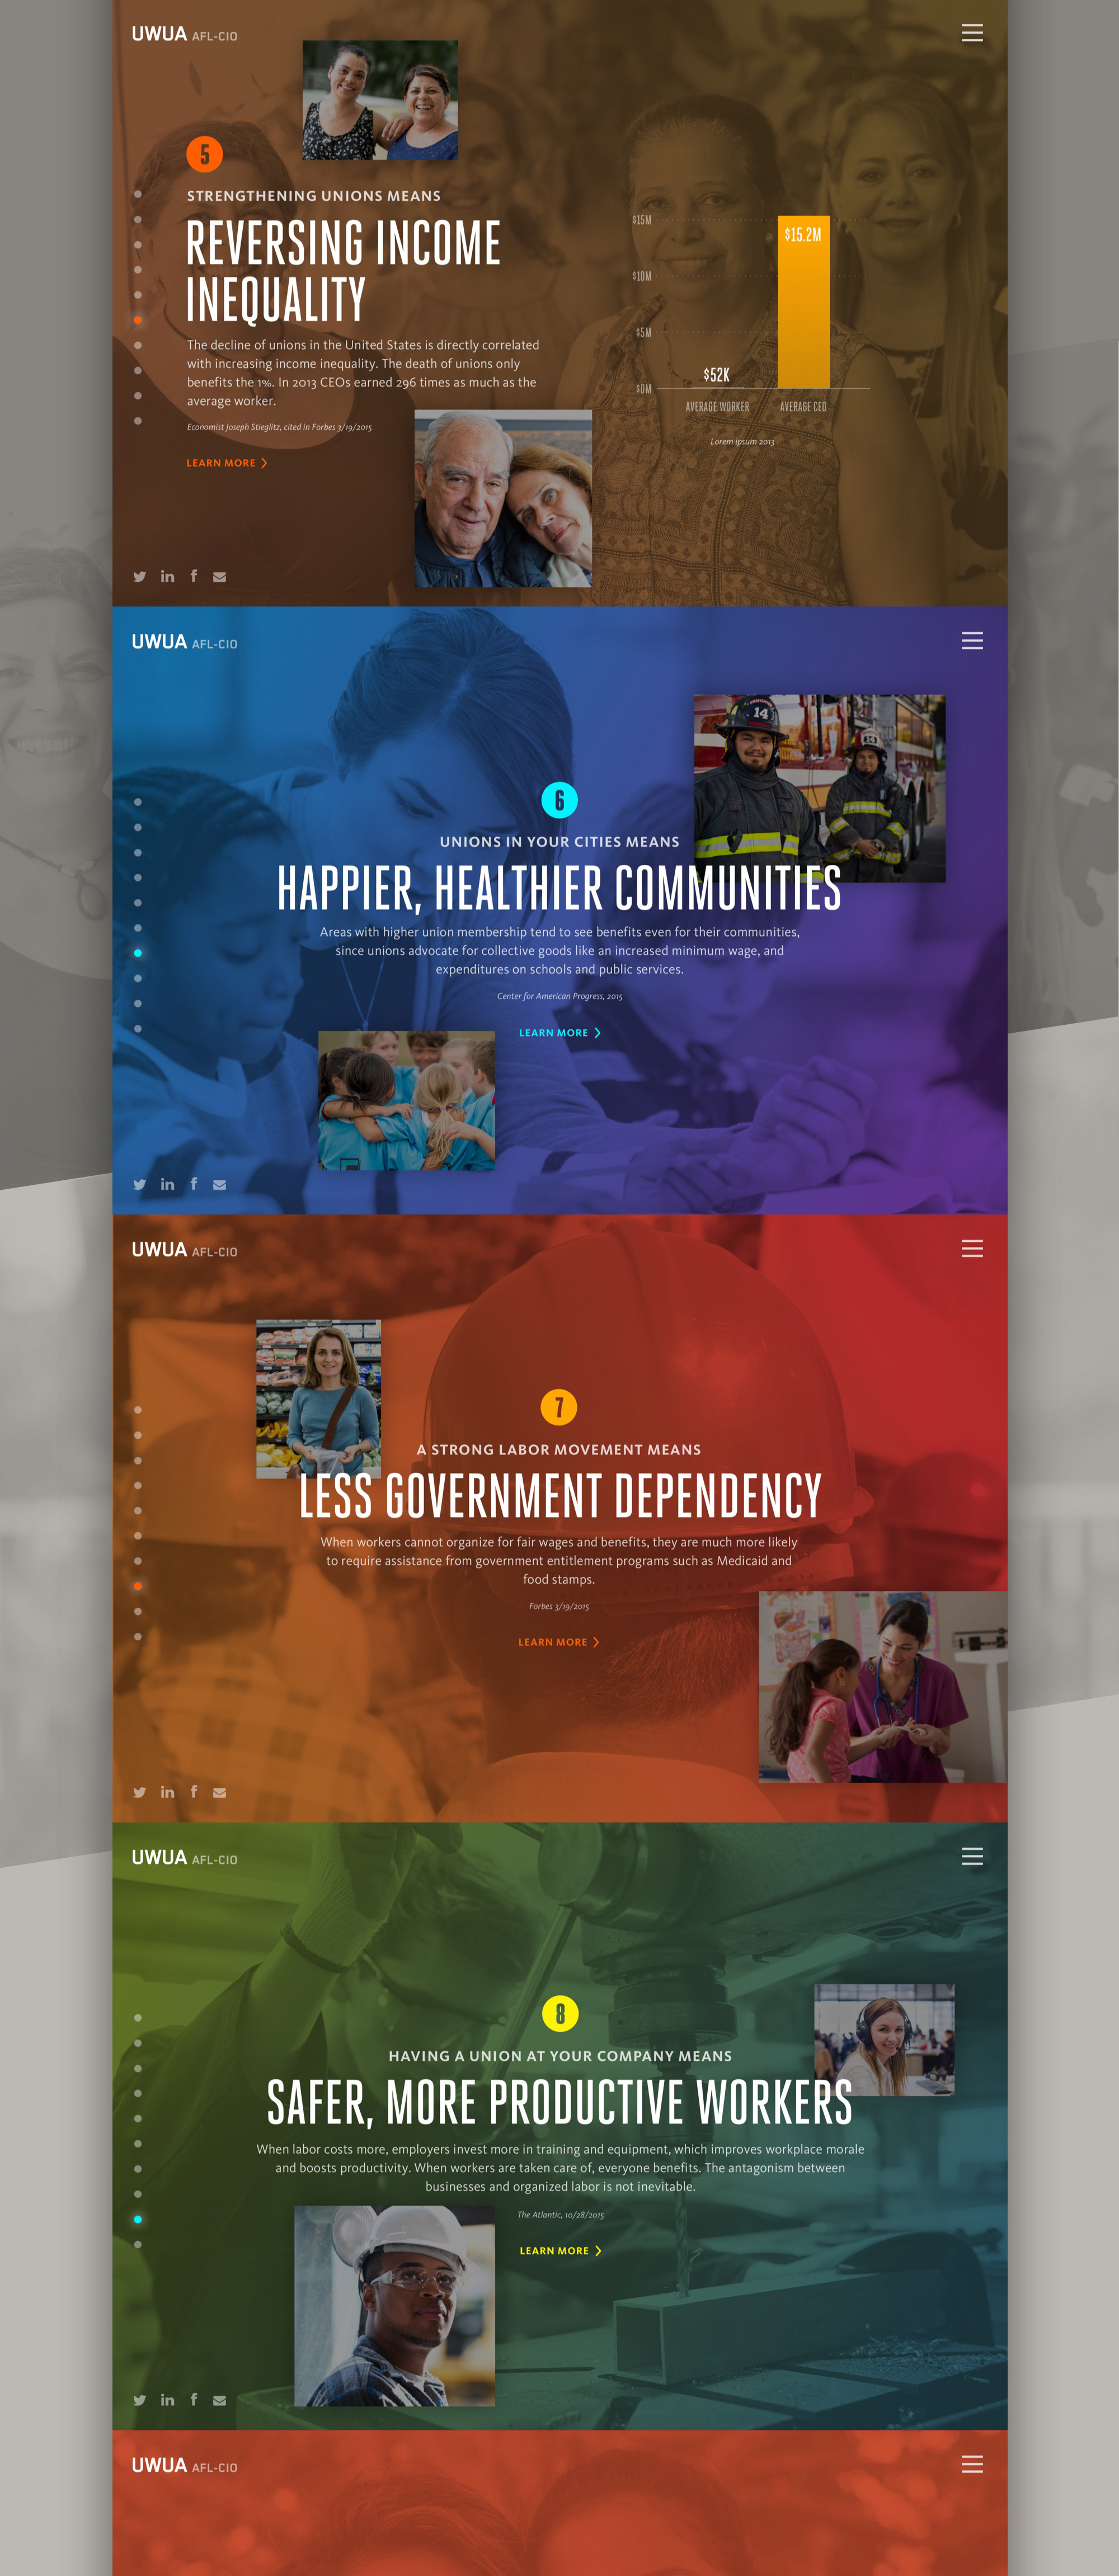 UWUA AFL-CIO
5
STRENGTHENING UNIONS MEANS
REVERSING INCOME
INEQUALITY
The decline of unions in the United States is directly correlated
with increasing income inequality. The death of unions only
benefits the 1%. In 2013 CEOs earned 296 times as much as the
average worker.
Economist Joseph Stieglitz, cited in Forbes 3/19/2015
LEARN MORE
$15M
$10M
$5M
$0M
$15.2M
$52K
AVERAGE WORKER
AVERAGE CEO
Lorem ipsum 2013
UWUA AFL-CIO
14
14
6
UNIONS IN YOUR CITIES MEANS
HAPPIER, HEALTHIER COMMUNITIES
Areas with higher union membership tend to see benefits even for their communities,
since unions advocate for collective goods like an increased minimum wage, and
expenditures on schools and public services.
Center for American Progress, 2015
LEARN MORE
UWUA AFL-CIO
7
A STRONG LABOR MOVEMENT MEANS
LESS GOVERNMENT DEPENDENCY
When workers cannot organize for fair wages and benefits, they are much more likely
to require assistance from government entitlement programs such as Medicaid and
food stamps.
Forbes 3/19/2015
LEARN MORE
UWUA AFL-CIO
8
HAVING A UNION AT YOUR COMPANY MEANS
SAFER, MORE PRODUCTIVE WORKERS
When labor costs more, employers invest more in training and equipment, which improves workplace morale
and boosts productivity. When workers are taken care of, everyone benefits. The antagonism between
businesses and organized labor is not inevitable.
The Atlantic, 10/28/2015
LEARN MORE
UWUA AFL-CIO